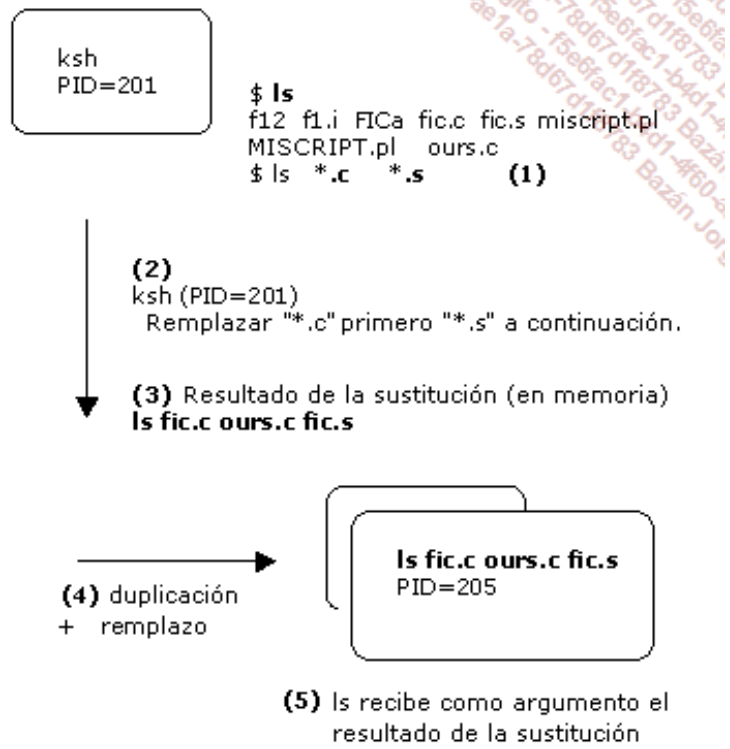 ksh
PID=201
$ ls
f12 f1.i FICa fic.c fic.s miscript.pl
MISCRIPT.pl ours.c
$ ls *.c *.s (1)
(2)
ksh (PID=201)
Remplazar "*.c" primero "*.s" a continuación.
(3) Resultado de la sustitución (en memoria)
ls fic.c ours.c fic.s
ls fic.c ours.c fic.s
PID=205
(4) duplicación
+ remplazo
(5) ls recibe como argumento el
resultado de la sustitución